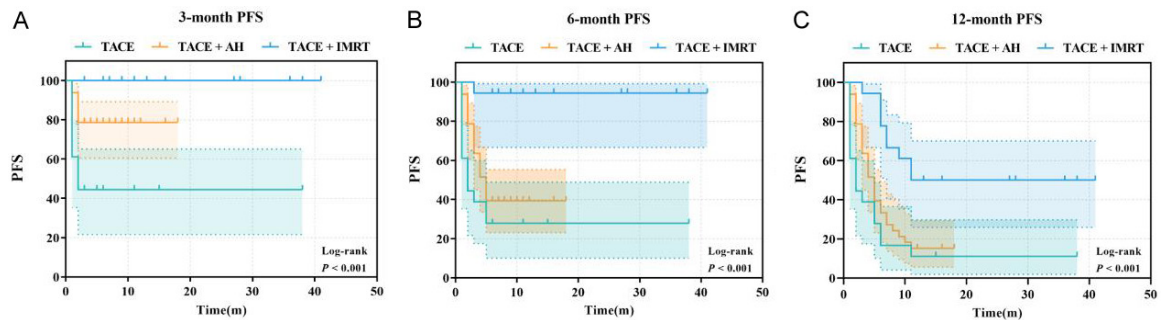 A
3-month PFS
TACE TACE + AH TACE + IMRT
100
80
60
40
20
0
PFS
Log-rank
P < 0.001
0 10 20 30 40 50
Time(m)
B
6-month PFS
TACE TACE + AH TACE + IMRT
100
80
60
40
20
0
PFS
Log-rank
P < 0.001
0 10 20 30 40 50
Time(m)
C
12-month PFS
TACE TACE + AH TACE + IMRT
100
80
60
40
20
0
PFS
Log-rank
P < 0.001
0 10 20 30 40 50
Time(m)